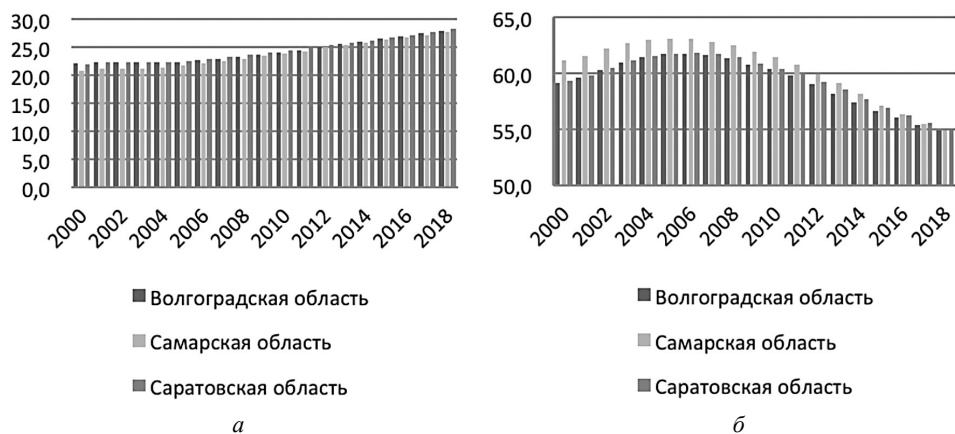 30,0
25,0
20,0
15,0
10,0
5,0
0,0
2000 2002 2004 2006 2008 2010 2012 2014 2016 2018
Волгоградская область
Самарская область
Саратовская область
а
65,0
60,0
55,0
50,0
2000 2002 2004 2006 2008 2010 2012 2014 2016 2018
Волгоградская область
Самарская область
Саратовская область
б